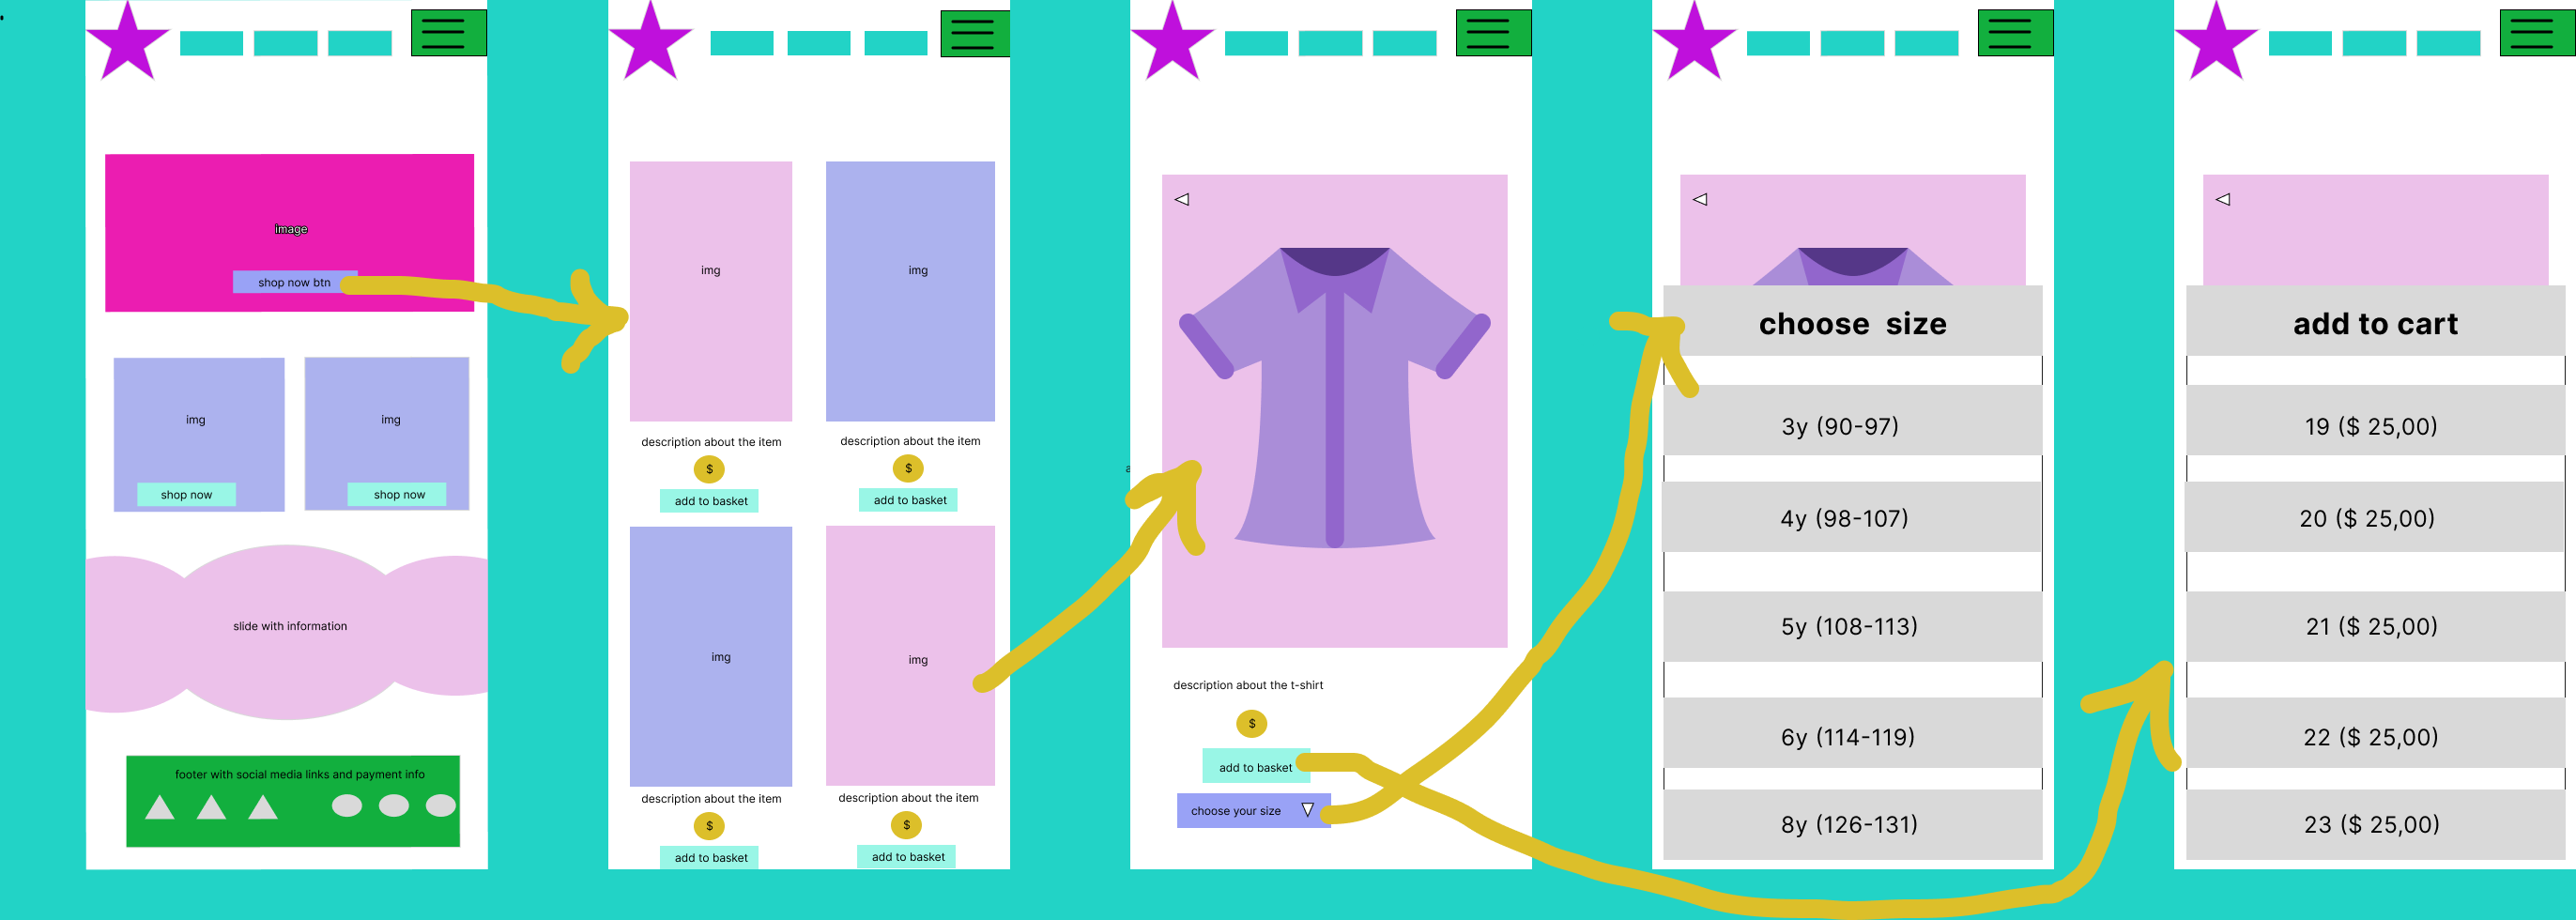 image
shop now btn
img
img
shop now
shop now
slide with information
footer with social media links and payment info
img
img
description about the item
description about the item
$
$
add to basket
add to basket
img
img
description about the item
description about the item
$
$
add to basket
add to basket
description about the t-shirt
$
add to basket
choose your size
choose size
3y (90-97)
4y (98-107)
5y (108-113)
6y (114-119)
8y (126-131)
add to cart
19 ($ 25,00)
20 ($ 25,00)
21 ($ 25,00)
22 ($ 25,00)
23 ($ 25,00)